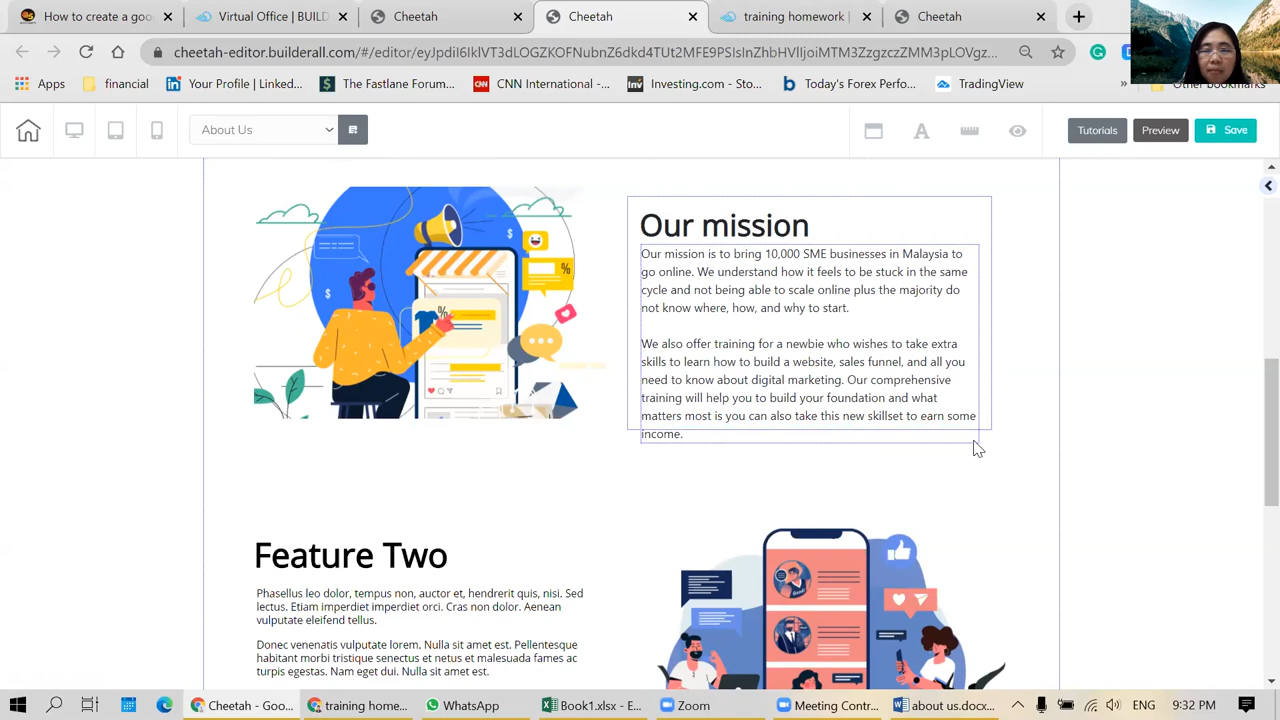 How to create a goo
Virtual Office | BUILD
Cheetah
Cheetah
training homework
Cheetah
cheetah-editor.builderall.com/#/editor/
Apps
financial
Your Profile | Linked...
The Fastlane Forum...
CNN International -...
Investing.com - Sto...
Today's Forex Perfo...
TradingView
Other bookmarks
About Us
Tutorials
Preview
Save
Our mission
Our mission is to bring 10,000 SME businesses in Malaysia to
go online. We understand how it feels to be stuck in the same
cycle and not being able to scale online plus the majority do
not know where, how, and why to start.
We also offer training for a newbie who wishes to take extra
skills to learn how to build a website, sales funnel, and all you
need to know about digital marketing. Our comprehensive
training will help you to build your foundation and what
matters most is you can also take this new skillset to earn some
income.
Feature Two
Phasellus leo dolor, tempus non, auctor et, hendrerit quis, nisi. Sed
lectus. Etiam imperdiet imperdiet orci. Cras non dolor. Aenean
vulputate eleifend tellus.
Donec venenatis vulputate lorem. Nulla sit amet est. Pellentesque
habitant morbi tristique senectus et netus et malesuada fames ac
turpis egestas. Nam eget dui. Nulla sit amet est.
Cheetah - Goo...
training home...
WhatsApp
Book1.xlsx - E...
Zoom
Meeting Contr...
about us.docx...
ENG
9:32 PM